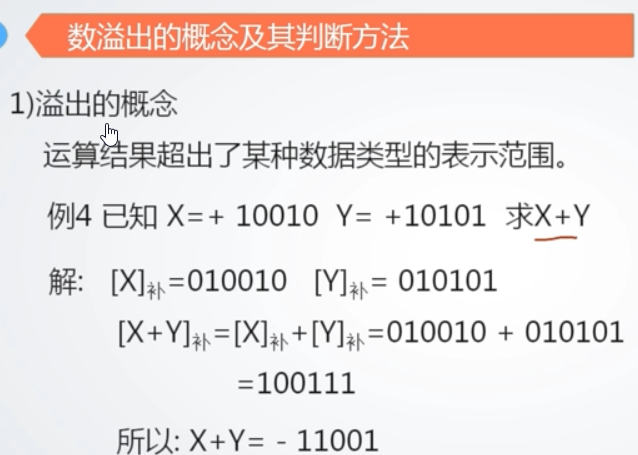 数溢出的概念及其判断方法
1)溢出的概念
运算结果超出了某种数据类型的表示范围。
例4 已知 X=+ 10010 Y= +10101 求X+Y
解: [X]补=010010 [Y]补= 010101
[X+Y]补=[X]补+[Y]补=010010 + 010101
=100111
所以: X+Y= - 11001